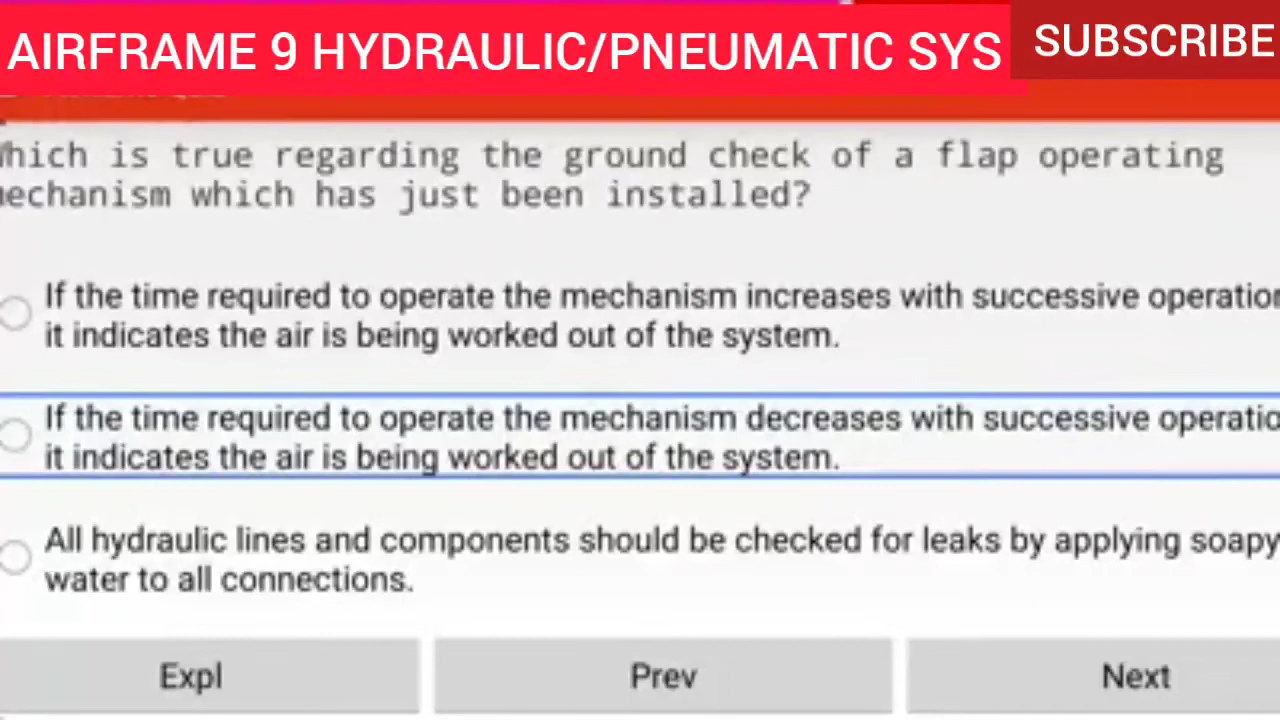 AIRFRAME 9 HYDRAULIC/PNEUMATIC SYS
SUBSCRIBE
Which is true regarding the ground check of a flap operating
mechanism which has just been installed?
If the time required to operate the mechanism increases with successive operation
it indicates the air is being worked out of the system.
If the time required to operate the mechanism decreases with successive operatio
it indicates the air is being worked out of the system.
All hydraulic lines and components should be checked for leaks by applying soapy
water to all connections.
Expl
Prev
Next